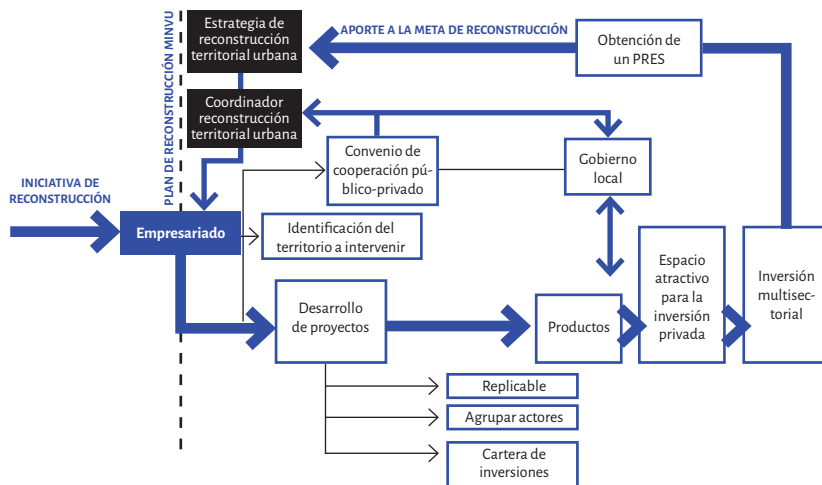 PLAN DE RECONSTRUCCIÓN MINVU
Estrategia de
reconstrucción
territorial urbana
APORTE A LA META DE RECONSTRUCCIÓN
Obtención de
un PRES
Coordinador
reconstrucción
territorial urbana
Convenio de
cooperación pú-
blico-privado
Gobierno
local
INICIATIVA DE
RECONSTRUCCIÓN
Empresariado
Identificación del
territorio a intervenir
Desarrollo
de proyectos
Productos
Espacio
atractivo
para la
inversión
privada
Inversión
multisec-
torial
Replicable
Agrupar actores
Cartera de
inversiones